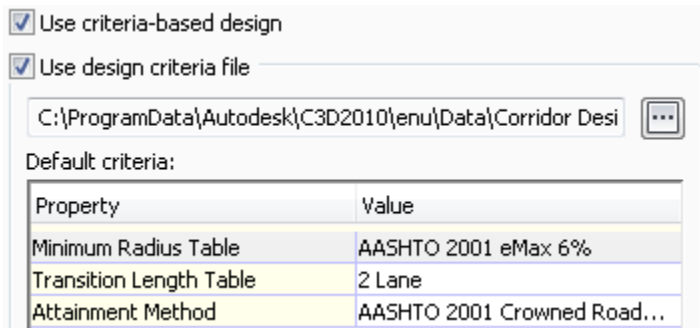 Use criteria-based design
Use design criteria file
C:\ProgramData\Autodesk\C3D2010\enu\Data\Corridor Desi
...
Default criteria:
Property Value
Minimum Radius Table AASHTO 2001 eMax 6%
Transition Length Table 2 Lane
Attainment Method AASHTO 2001 Crowned Road...